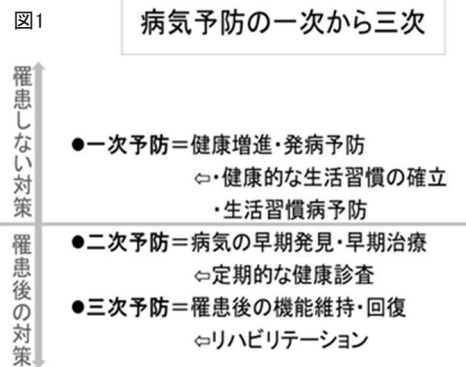 図1
病気予防の一次から三次
罹患しない対策
●一次予防＝健康増進・発病予防
⇦・健康的な生活習慣の確立
・生活習慣病予防
罹患後の対策
●二次予防＝病気の早期発見・早期治療
⇦定期的な健康診査
●三次予防＝罹患後の機能維持・回復
⇦リハビリテーション